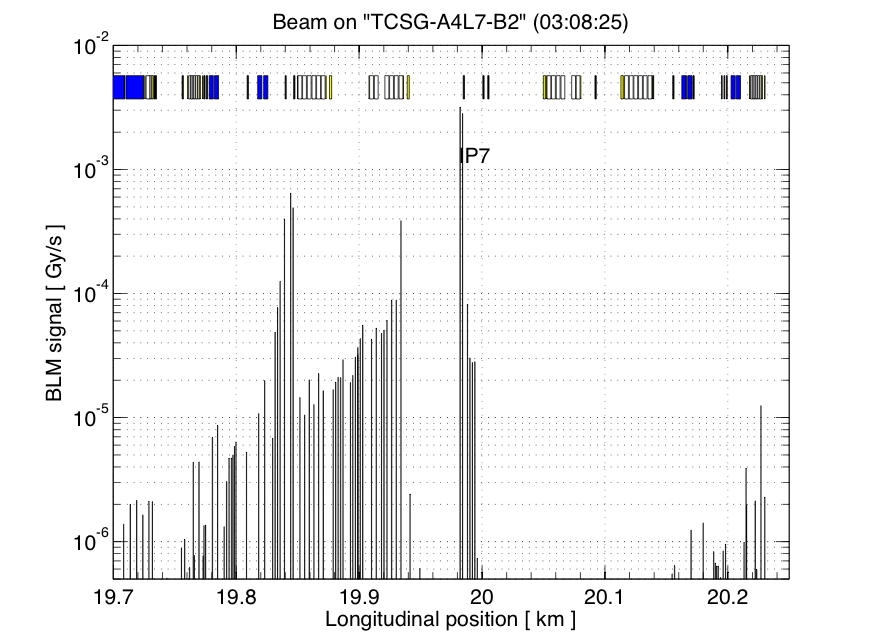 Beam on "TCSG-A4L7-B2" (03:08:25)
10^-2
10^-3
10^-4
10^-5
10^-6
BLM signal [ Gy/s ]
IP7
19.7 19.8 19.9 20 20.1 20.2
Longitudinal position [ km ]